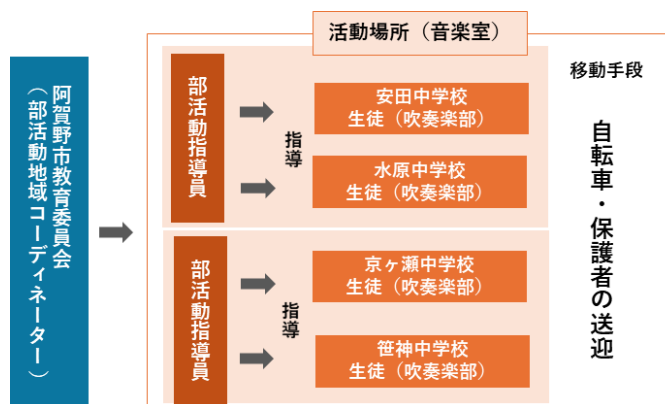 活動場所（音楽室）
阿賀野市教育委員会
（部活動地域コーディネーター）
部活動指導員
指導
安田中学校
生徒（吹奏楽部）
水原中学校
生徒（吹奏楽部）
部活動指導員
指導
京ヶ瀬中学校
生徒（吹奏楽部）
笹神中学校
生徒（吹奏楽部）
移動手段
自転車・保護者の送迎